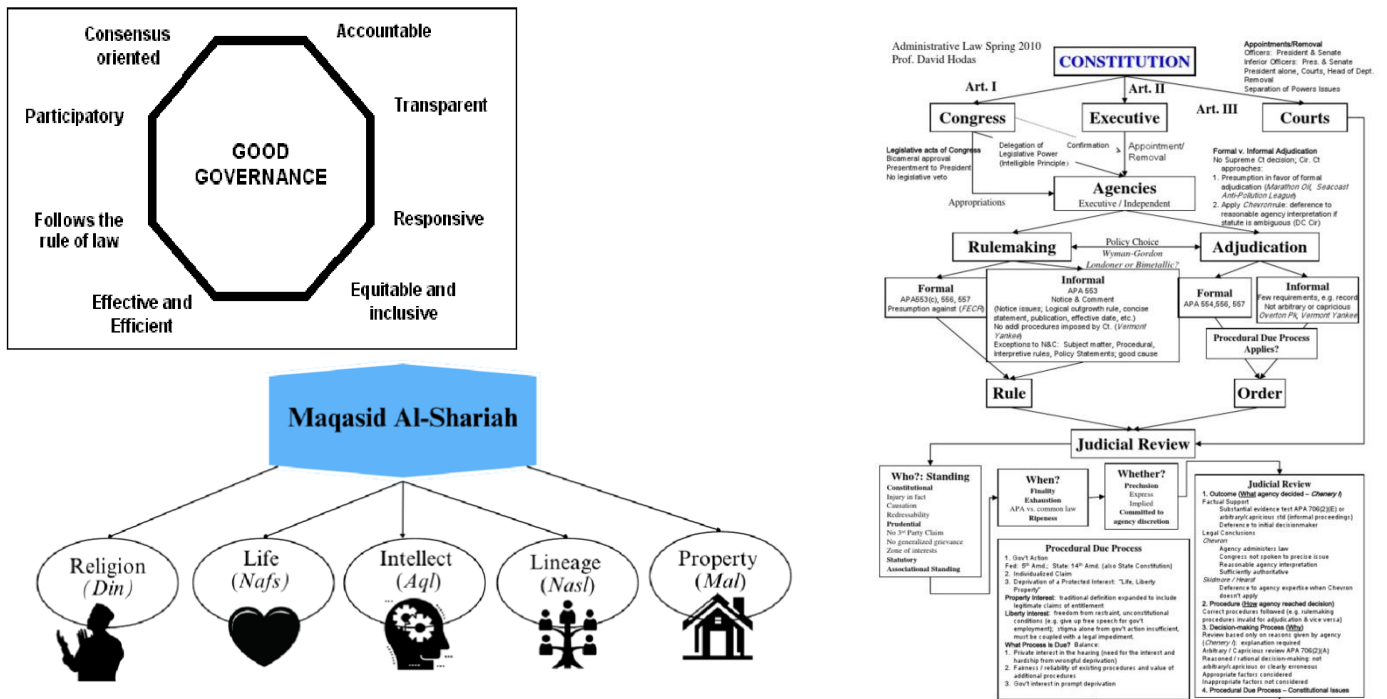 Consensus
oriented
Accountable
Participatory
Transparent
GOOD
GOVERNANCE
Follows the
rule of law
Responsive
Effective and
Efficient
Equitable and
inclusive
Maqasid Al-Shariah
Religion
(Din)
Life
(Nafs)
Intellect
(Aql)
Lineage
(Nasl)
Property
(Mal)
Administrative Law Spring 2010
Prof. David Hodas
CONSTITUTION
Appointments/Removal
Officers: President & Senate
Inferior Officers: Pres. & Senate
President alone, Courts, Head of Dept.
Removal
Separation of Powers Issues
Art. I
Art. II
Art. III
Congress
Executive
Courts
Legislative acts of Congress
Bicameral approval
Presentment to President
No legislative veto
Delegation of
Legislative Power
(Intelligible Principle)
Confirmation
Appointment/
Removal
Formal v. Informal Adjudication
No Supreme Ct decision; Cir. Ct
approaches:
1. Presumption in favor of formal
adjudication (Marathon Oil, Seacoast
Anti-Pollution League)
2. Apply Chevron rule: deference to
reasonable agency interpretation if
statute is ambiguous (DC Cir)
Agencies
Executive / Independent
Appropriations
Rulemaking
Policy Choice
Wyman-Gordon
Londoner or Bimetallic?
Adjudication
Formal
APA553(c), 556, 557
Presumption against (FECR)
Informal
APA 553
Notice & Comment
(Notice issues; Logical outgrowth rule, concise
statement, publication, effective date, etc.)
No addl procedures imposed by Ct. (Vermont
Yankee)
Exceptions to N&C: Subject matter, Procedural,
Interpretive rules, Policy Statements; good cause
Formal
APA 554,556, 557
Informal
Few requirements, e.g. record
Not arbitrary or capricious
Overton Pk, Vermont Yankee
Procedural Due Process
Applies?
Rule
Order
Judicial Review
Who?: Standing
Constitutional
Injury in fact
Causation
Redressability
Prudential
No 3rd Party Claim
No generalized grievance
Zone of interests
Statutory
Associational Standing
When?
Finality
Exhaustion
APA vs. common law
Ripeness
Whether?
Preclusion
Express
Implied
Committed to
agency discretion
Procedural Due Process
1. Gov't Action
Fed: 5th Amd.; State: 14th Amd. (also State Constitution)
2. Individualized Claim
3. Deprivation of a Protected Interest: "Life, Liberty
Property"
Property Interest: traditional definition expanded to include
legitimate claims of entitlement
Liberty interest: freedom from restraint, unconstitutional
conditions (e.g. give up free speech for gov't
employment); stigma alone from gov't action insufficient,
must be coupled with a legal impediment.
What Process is Due? Balance:
1. Private interest in the hearing (need for the interest and
hardship from wrongful deprivation)
2. Fairness / reliability of existing procedures and value of
additional procedures
3. Gov't interest in prompt deprivation
Judicial Review
1. Outcome (What agency decided – Chenery I)
Factual Support
Substantial evidence test APA 706(2)(E) or
arbitrary/capricious std (informal proceedings)
Deference to initial decisionmaker
Legal Conclusions
Chevron
Agency administers law
Congress not spoken to precise issue
Reasonable agency interpretation
Sufficiently authoritative
Skidmore / Hearst
Deference to agency expertise when Chevron
doesn't apply
2. Procedure (How agency reached decision)
Correct procedures followed (e.g. rulemaking
procedures invalid for adjudication & vice versa)
3. Decision-making Process (Why)
Review based only on reasons given by agency
(Chenery I): explanation required
Arbitrary / Capricious review APA 706(2)(A)
Reasoned / rational decision-making: not
arbitrary/capricious or clearly erroneous
Appropriate factors considered
Inappropriate factors not considered
4. Procedural Due Process – Constitutional Issues